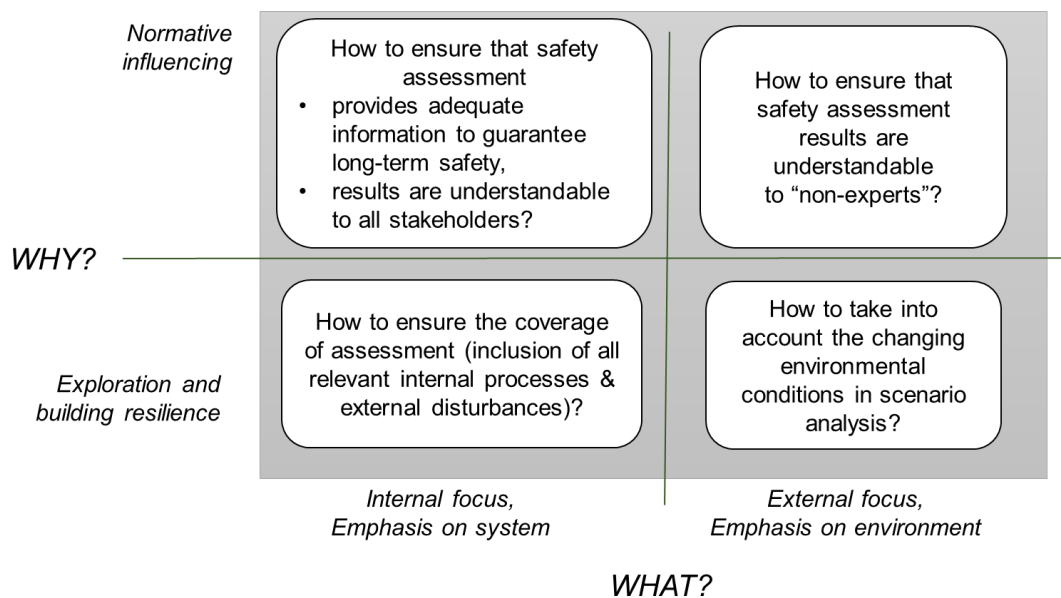 Normative
influencing
How to ensure that safety
assessment
• provides adequate
information to guarantee
long-term safety,
• results are understandable
to all stakeholders?
How to ensure that
safety assessment
results are
understandable
to “non-experts”?
WHY?
Exploration and
building resilience
How to ensure the coverage
of assessment (inclusion of all
relevant internal processes &
external disturbances)?
How to take into
account the changing
environmental
conditions in scenario
analysis?
Internal focus,
Emphasis on system
External focus,
Emphasis on environment
WHAT?